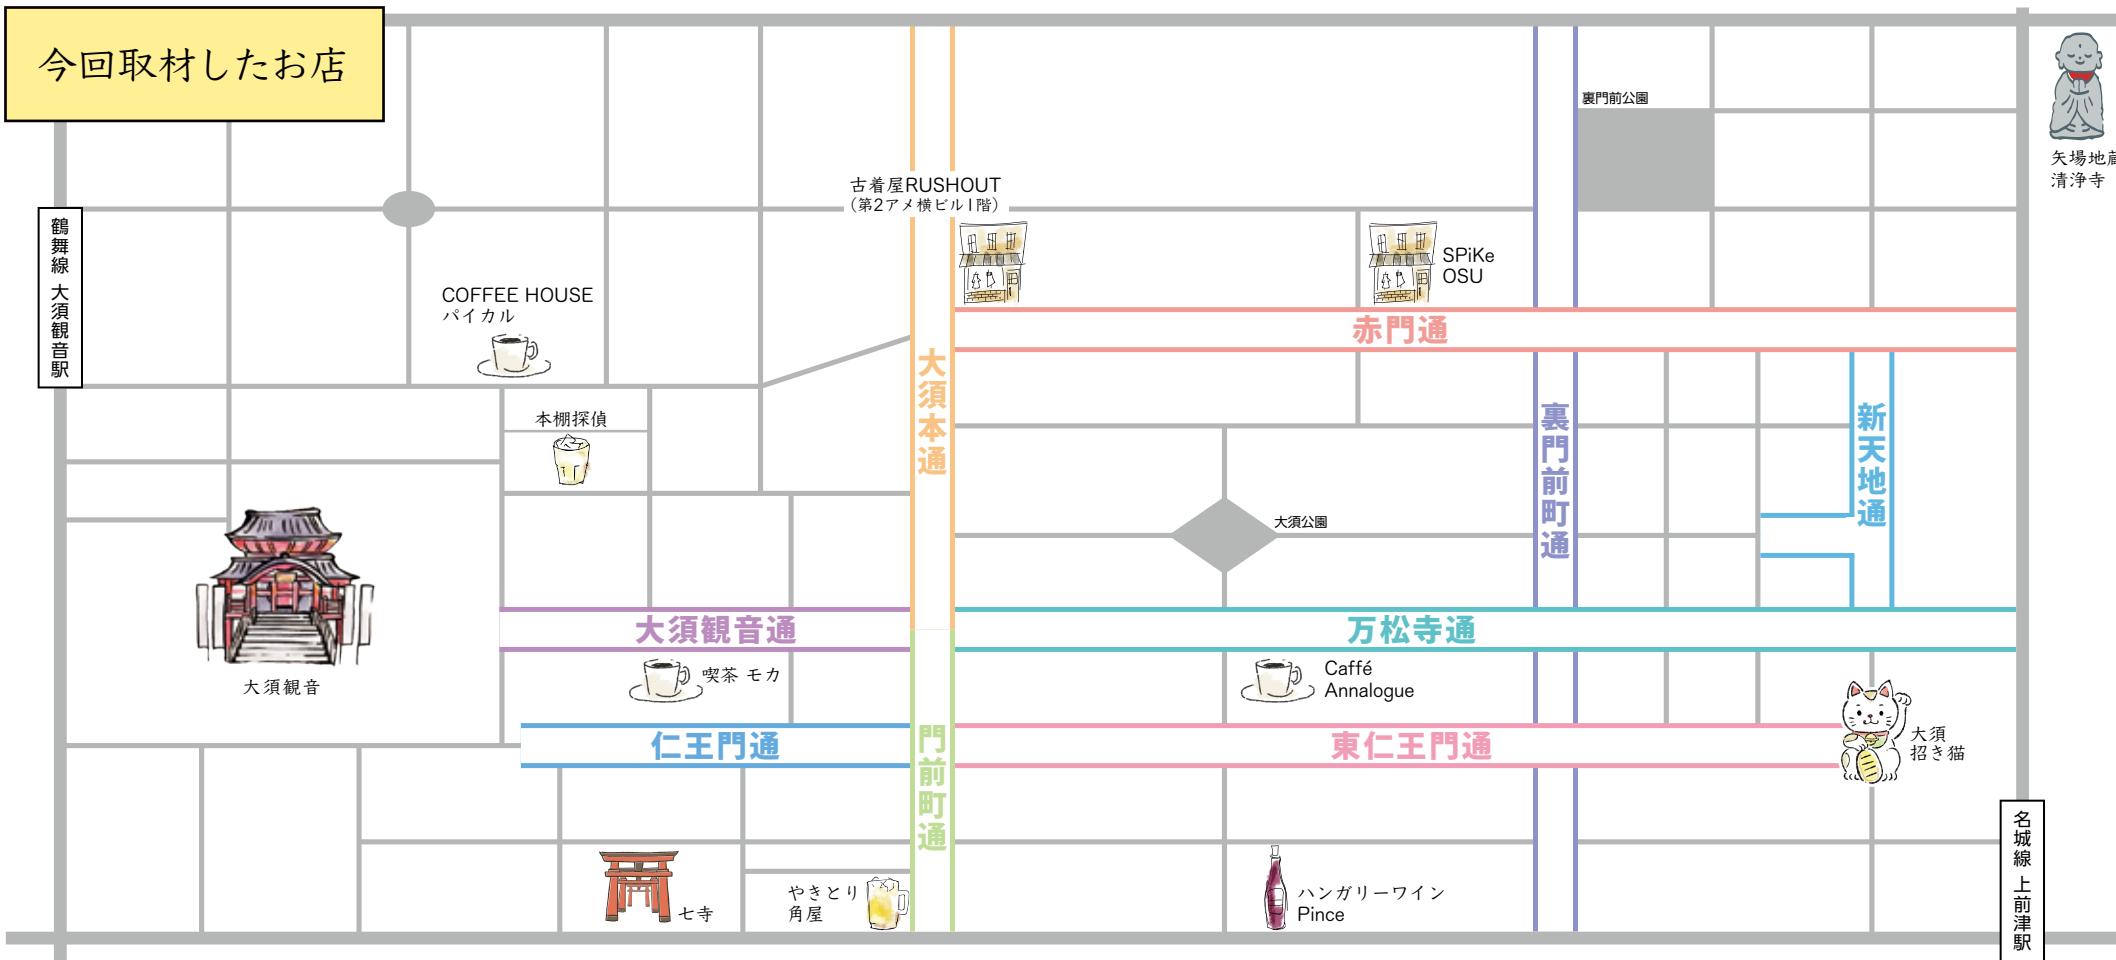 今回取材したお店
裏門前公園
矢場地蔵
清浄寺
古着屋RUSHOUT
(第2アメ横ビル1階)
鶴舞線 大須観音駅
SPiKe
OSU
COFFEE HOUSE
パイカル
赤門通
大須本通
本棚探偵
裏門前町通
新天地通
大須公園
大須観音通
万松寺通
大須観音
喫茶 モカ
Caffé
Annalogue
仁王門通
門前町通
東仁王門通
大須
招き猫
名城線 上前津駅
七寺
やきとり
角屋
ハンガリーワイン
Pince